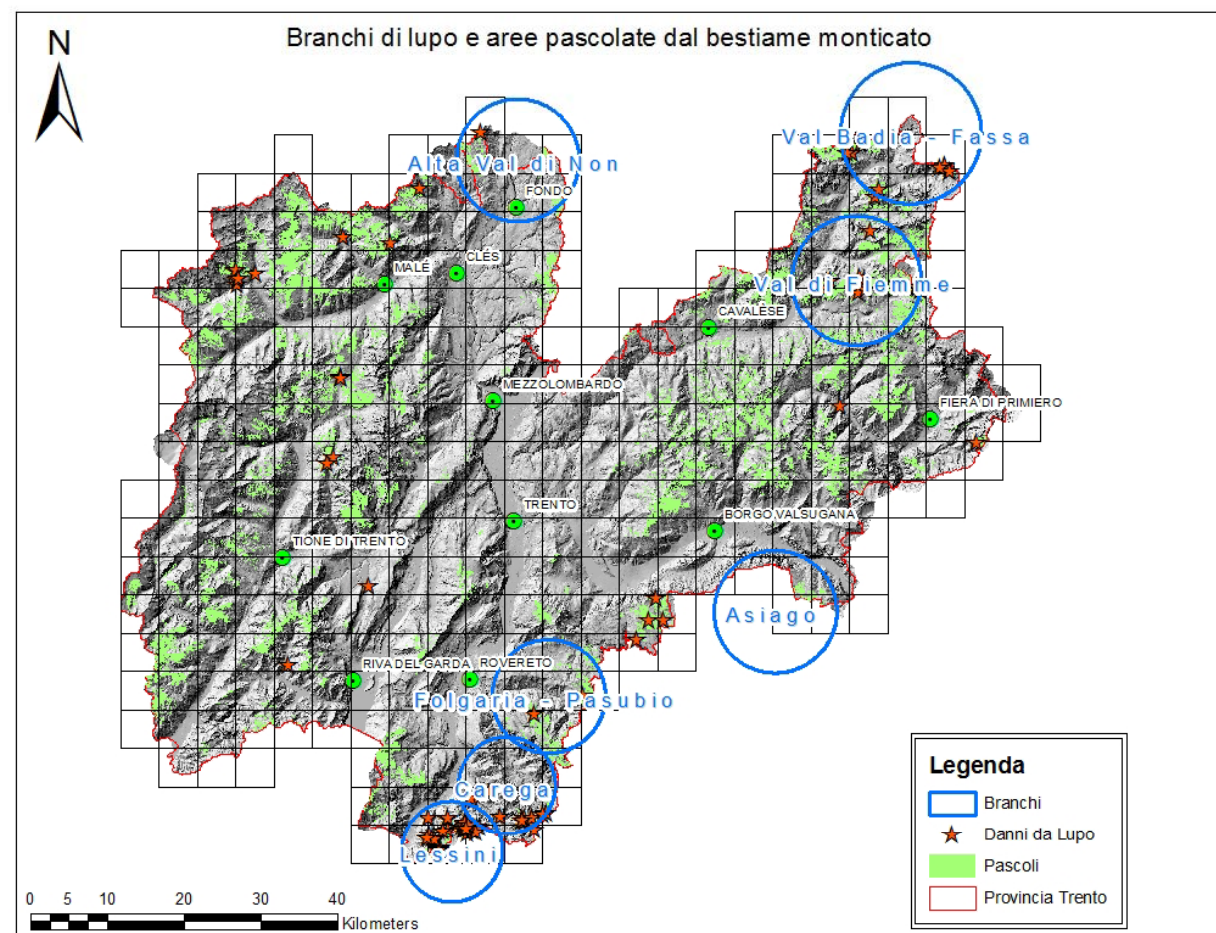 N
Branchi di lupo e aree pascolate dal bestiame monticato
Val Badia - Fassa
Alta Val di Non
FONDO
CLÉS
MALÉ
Val di Fiemme
CAVALESE
MEZZOLOMBARDO
FIERA DI PRIMIERO
TRENTO
BORGO VALSUGANA
TIONE DI TRENTO
Asiago
RIVA DEL GARDA
ROVERETO
Folgaria - Pasubio
Carega
Lessini
Legenda
Branchi
Danni da Lupo
Pascoli
Provincia Trento
0 5 10 20 30 40
Kilometers